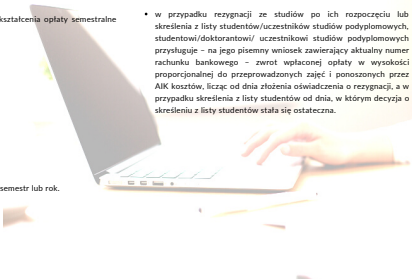 kształcenia opłaty semestralne
semestr lub rok.
• w przypadku rezygnacji ze studiów po ich rozpoczęciu lub
skreślenia z listy studentów/uczestników studiów podyplomowych,
studentowi/doktorantowi/ uczestnikowi studiów podyplomowych
przysługuje – na jego pisemny wniosek zawierający aktualny numer
rachunku bankowego – zwrot wpłaconej opłaty w wysokości
proporcjonalnej do przeprowadzonych zajęć i ponoszonych przez
AIK kosztów, licząc od dnia złożenia oświadczenia o rezygnacji, a w
przypadku skreślenia z listy studentów od dnia, w którym decyzja o
skreśleniu z listy studentów stała się ostateczna.